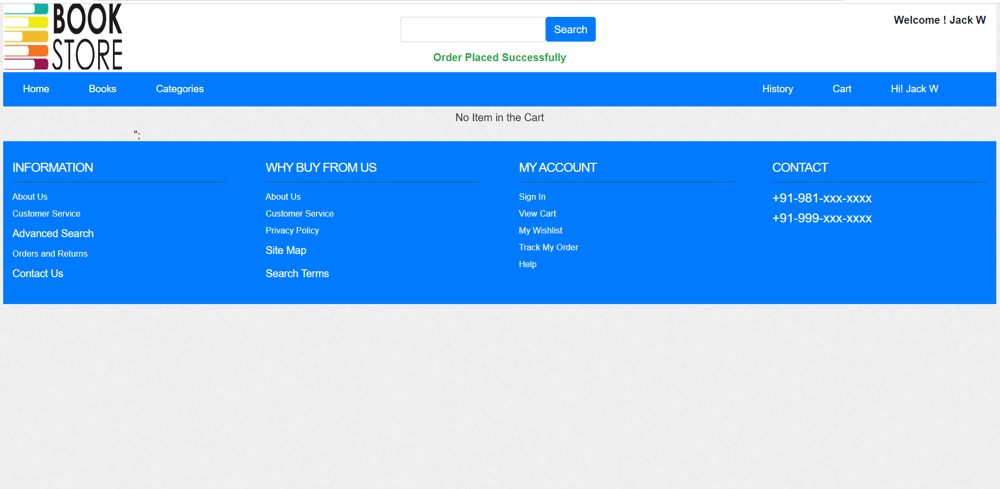 BOOK
STORE
Search
Welcome ! Jack W
Order Placed Successfully
Home Books Categories History Cart Hi! Jack W
No Item in the Cart
";
INFORMATION
About Us
Customer Service
Advanced Search
Orders and Returns
Contact Us
WHY BUY FROM US
About Us
Customer Service
Privacy Policy
Site Map
Search Terms
MY ACCOUNT
Sign In
View Cart
My Wishlist
Track My Order
Help
CONTACT
+91-981-xxx-xxxx
+91-999-xxx-xxxx